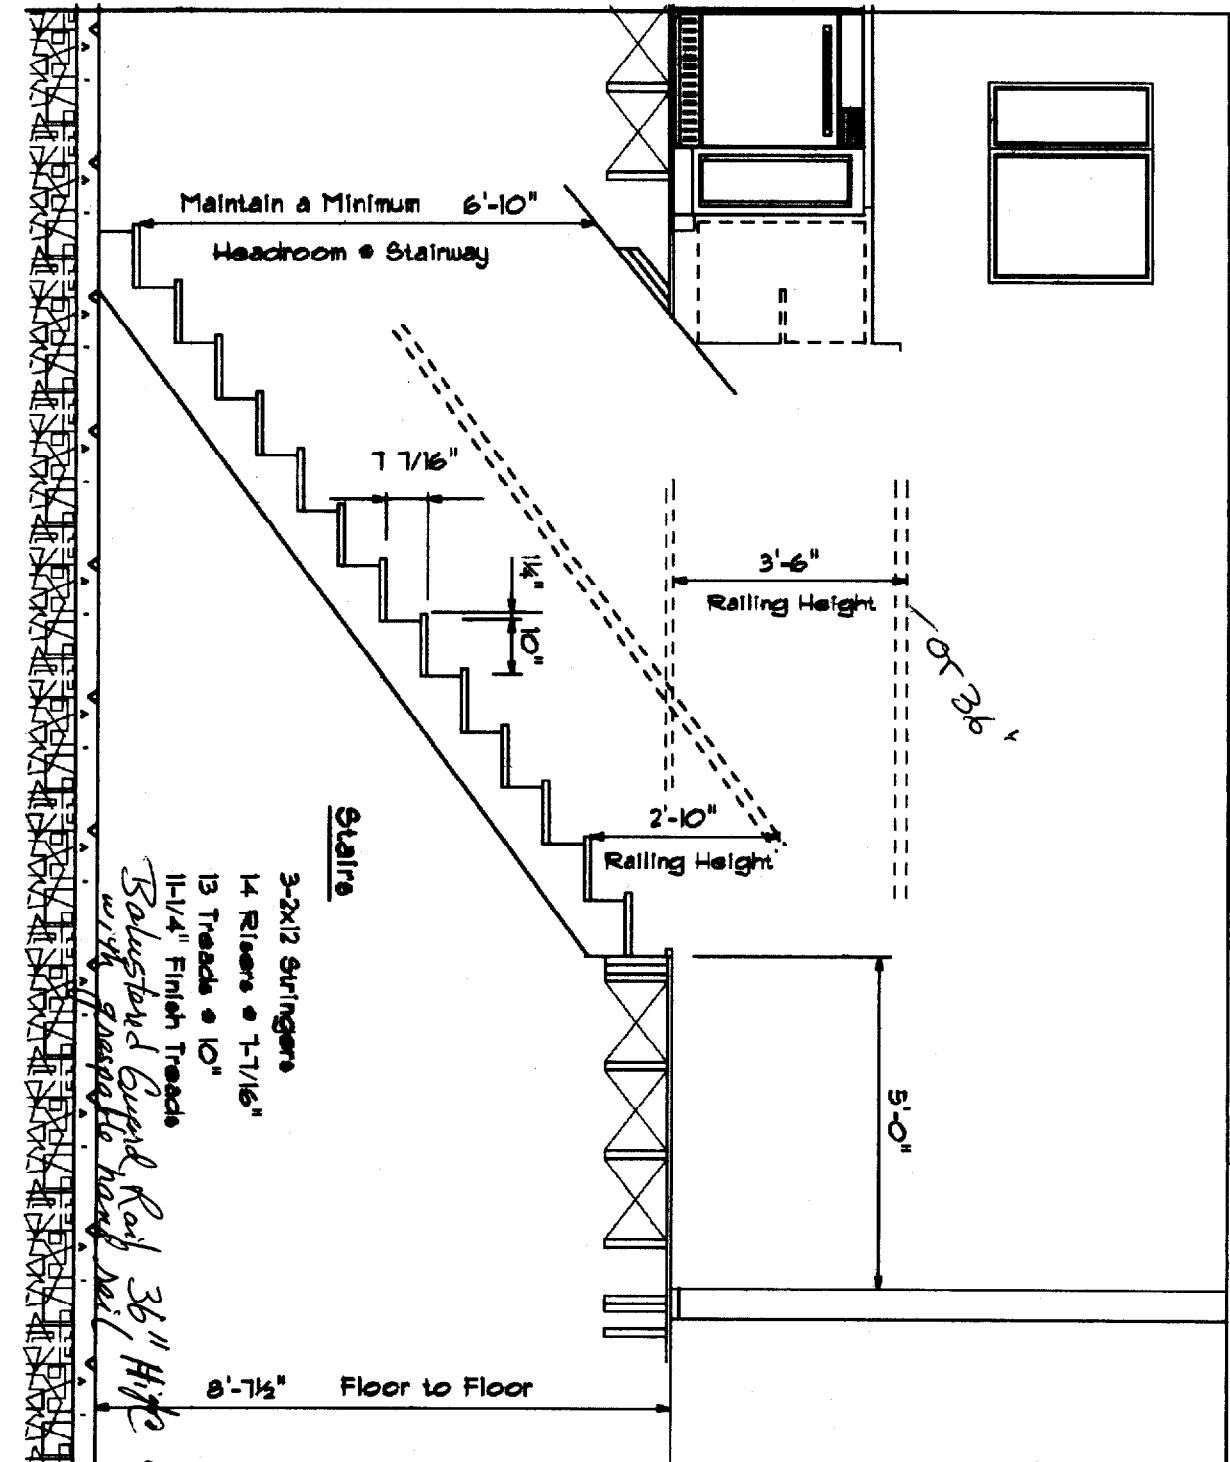 Maintain a Minimum 6'-10"
Headroom @ Stairway
7 7/16"
1¼"
10"
3'-6"
Railing Height
or 36"
2'-10"
Railing Height
Stairs
3-2x12 Stringers
14 Risers @ 7-7/16"
13 Treads @ 10"
11-1/4" Finish Treads
Balustered Guard Rail 36" High
with graspable hand rail
5'-0"
8'-7½" Floor to Floor